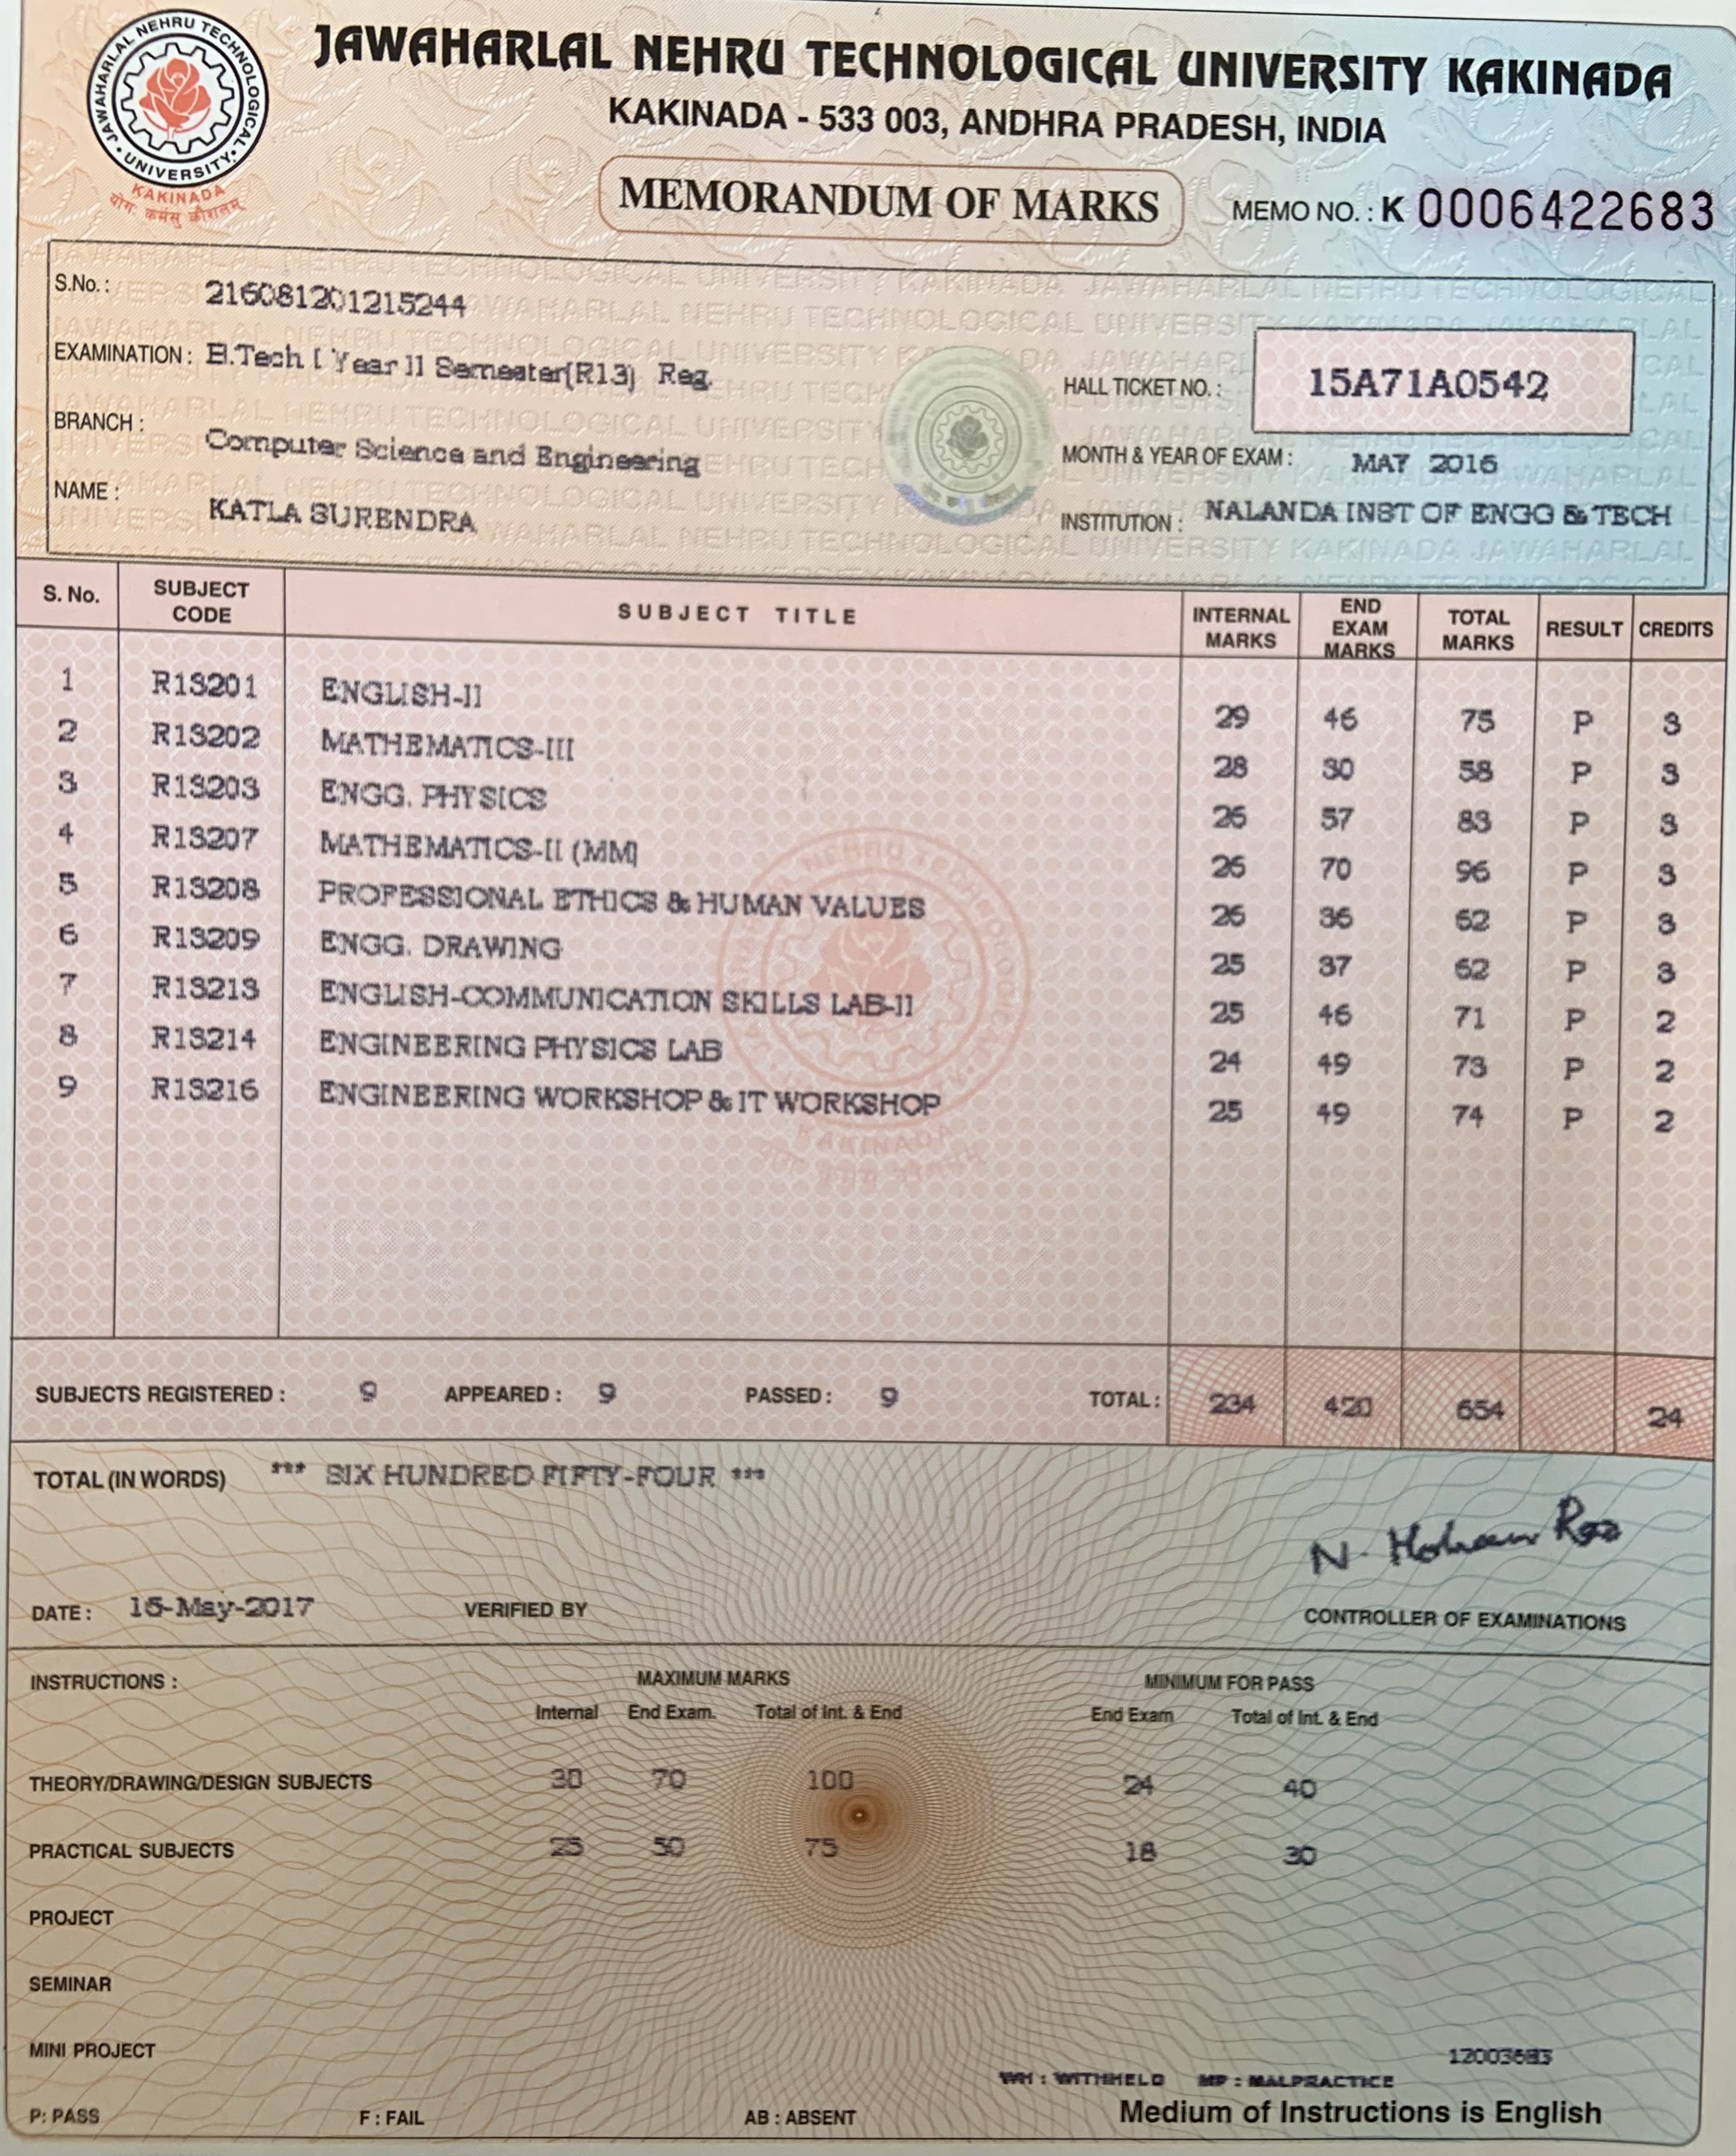 JAWAHARLAL NEHRU TECHNOLOGICAL UNIVERSITY KAKINADA
KAKINADA - 533 003, ANDHRA PRADESH, INDIA
JAWAHARLAL NEHRU TECHNOLOGICAL UNIVERSITY
KAKINADA
योगः कर्मसु कौशलम्
MEMORANDUM OF MARKS
MEMO NO. : K 0006422683
S.No. : 216081201215244
EXAMINATION : B.Tech I Year II Semester(R13) Reg.
HALL TICKET NO. : 15A71A0542
BRANCH : Computer Science and Engineering
MONTH & YEAR OF EXAM : MAY 2016
NAME : KATLA SURENDRA
INSTITUTION : NALANDA INST OF ENGG & TECH
S. No. SUBJECT CODE SUBJECT TITLE INTERNAL MARKS END EXAM MARKS TOTAL MARKS RESULT CREDITS
1 R13201 ENGLISH-II 29 46 75 P 3
2 R13202 MATHEMATICS-III 28 30 58 P 3
3 R13203 ENGG. PHYSICS 26 57 83 P 3
4 R13207 MATHEMATICS-II (MM) 26 70 96 P 3
5 R13208 PROFESSIONAL ETHICS & HUMAN VALUES 26 36 62 P 3
6 R13209 ENGG. DRAWING 25 37 62 P 3
7 R13213 ENGLISH-COMMUNICATION SKILLS LAB-II 25 46 71 P 2
8 R13214 ENGINEERING PHYSICS LAB 24 49 73 P 2
9 R13216 ENGINEERING WORKSHOP & IT WORKSHOP 25 49 74 P 2
SUBJECTS REGISTERED : 9 APPEARED : 9 PASSED : 9 TOTAL : 234 420 654 24
TOTAL (IN WORDS) *** SIX HUNDRED FIFTY-FOUR ***
DATE : 15-May-2017 VERIFIED BY
CONTROLLER OF EXAMINATIONS
INSTRUCTIONS : MAXIMUM MARKS MINIMUM FOR PASS
Internal End Exam. Total of Int. & End End Exam Total of Int. & End
THEORY/DRAWING/DESIGN SUBJECTS 30 70 100 24 40
PRACTICAL SUBJECTS 25 50 75 18 30
PROJECT
SEMINAR
MINI PROJECT
12003683
WH : WITHHELD MP : MALPRACTICE
P: PASS F : FAIL AB : ABSENT Medium of Instructions is English